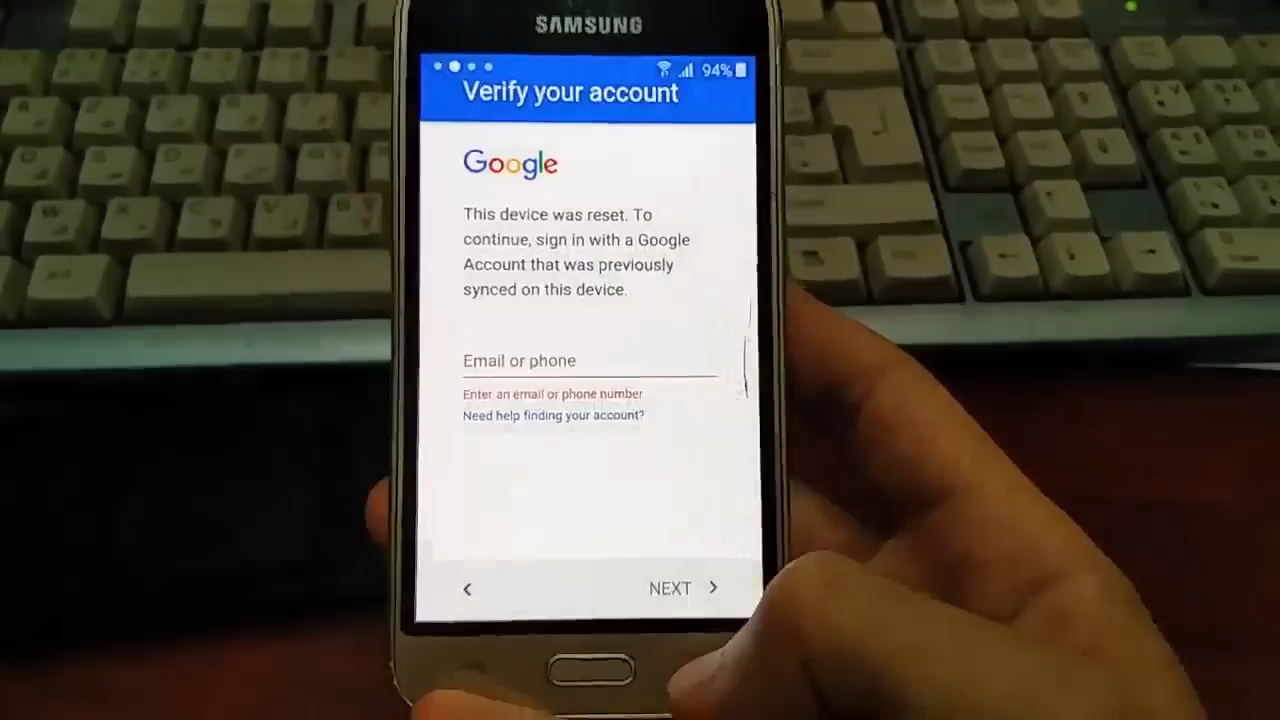 SAMSUNG
94%
Verify your account
Google
This device was reset. To
continue, sign in with a Google
Account that was previously
synced on this device.
Email or phone
Enter an email or phone number
Need help finding your account?
NEXT